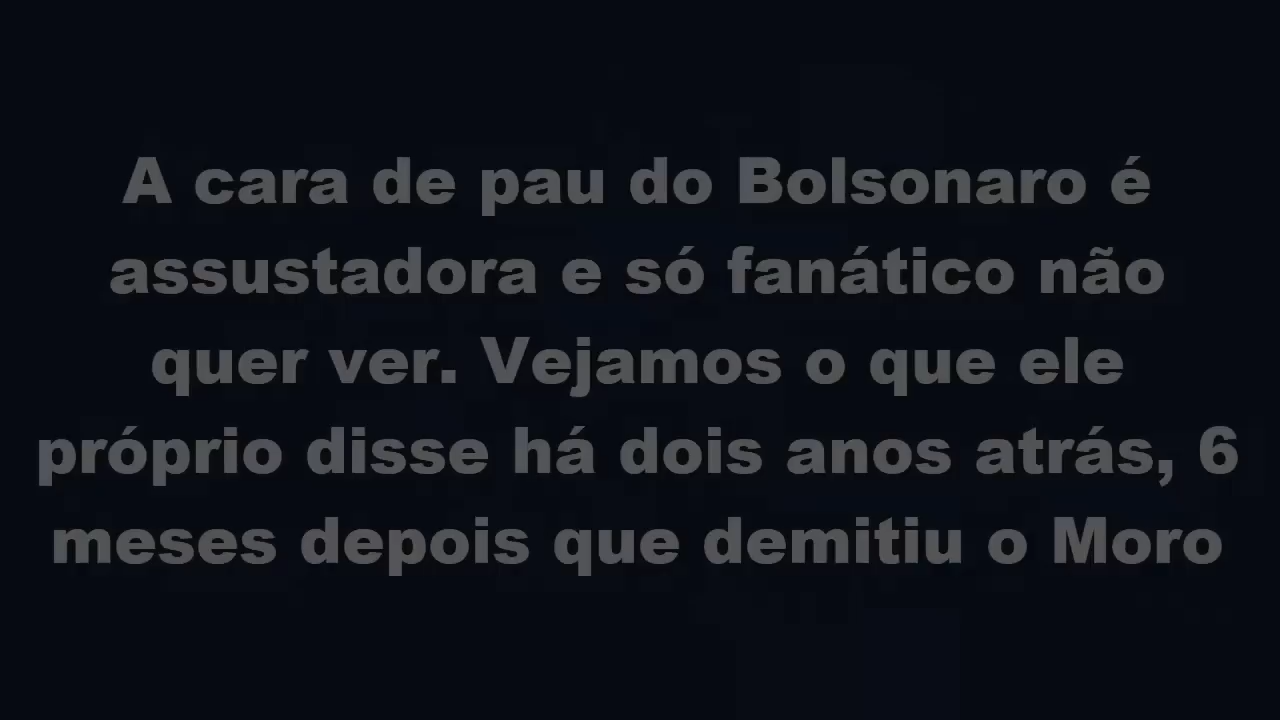 A cara de pau do Bolsonaro é
assustadora e só fanático não
quer ver. Vejamos o que ele
próprio disse há dois anos atrás, 6
meses depois que demitiu o Moro